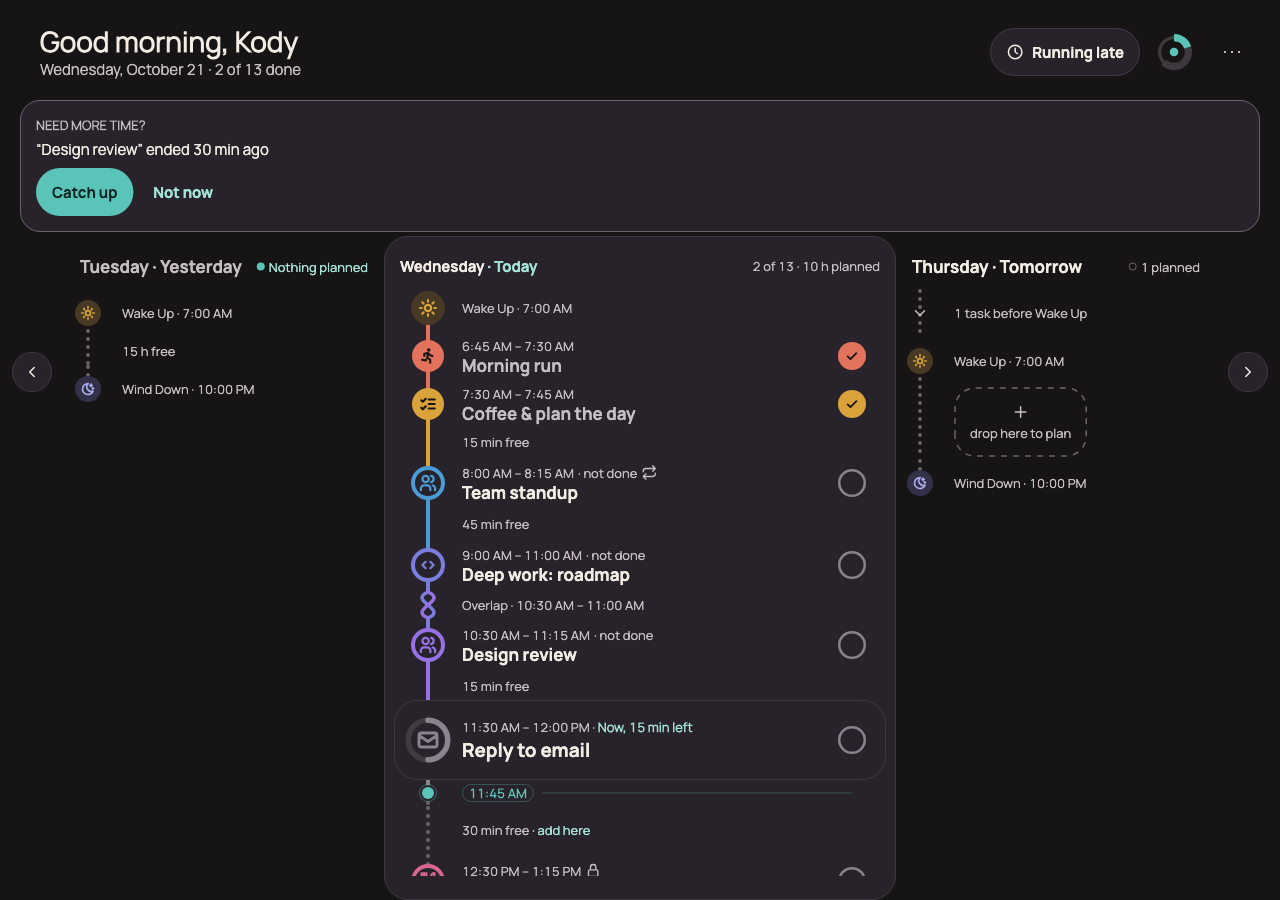 Good morning, Kody
Wednesday, October 21 · 2 of 13 done
Running late
NEED MORE TIME?
“Design review” ended 30 min ago
Catch up
Not now
Tuesday · Yesterday
Nothing planned
Wake Up · 7:00 AM
15 h free
Wind Down · 10:00 PM
Wednesday · Today
2 of 13 · 10 h planned
Wake Up · 7:00 AM
6:45 AM – 7:30 AM
Morning run
7:30 AM – 7:45 AM
Coffee & plan the day
15 min free
8:00 AM – 8:15 AM · not done
Team standup
45 min free
9:00 AM – 11:00 AM · not done
Deep work: roadmap
Overlap · 10:30 AM – 11:00 AM
10:30 AM – 11:15 AM · not done
Design review
15 min free
11:30 AM – 12:00 PM · Now, 15 min left
Reply to email
11:45 AM
30 min free · add here
12:30 PM – 1:15 PM
Thursday · Tomorrow
1 planned
1 task before Wake Up
Wake Up · 7:00 AM
drop here to plan
Wind Down · 10:00 PM